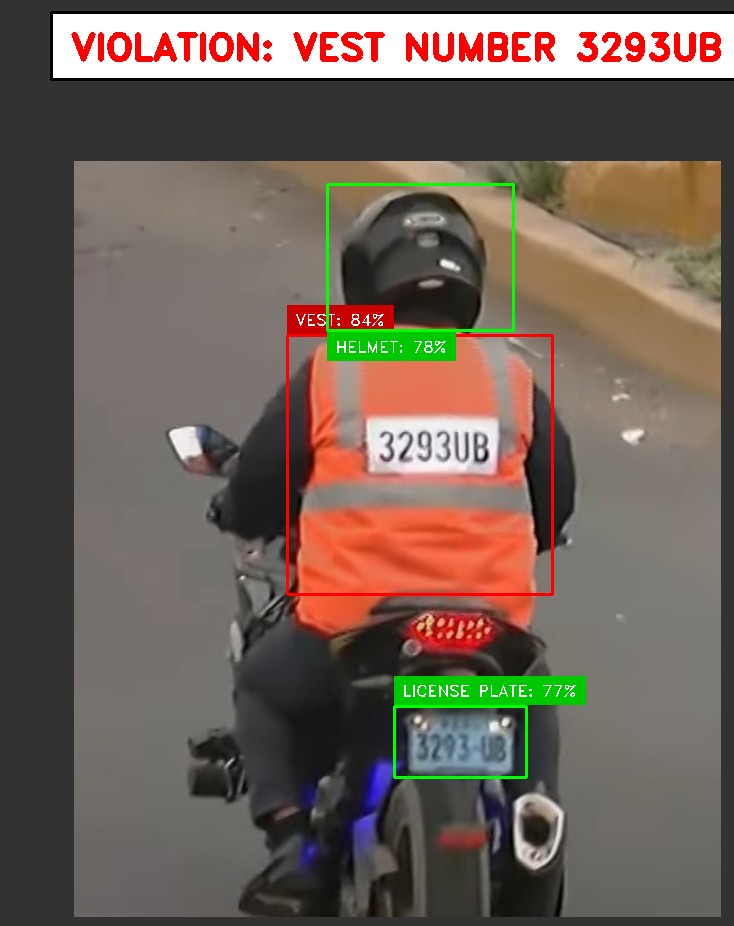 VIOLATION: VEST NUMBER 3293UB
VEST: 84%
HELMET: 78%
3293UB
LICENSE PLATE: 77%
3293-UB